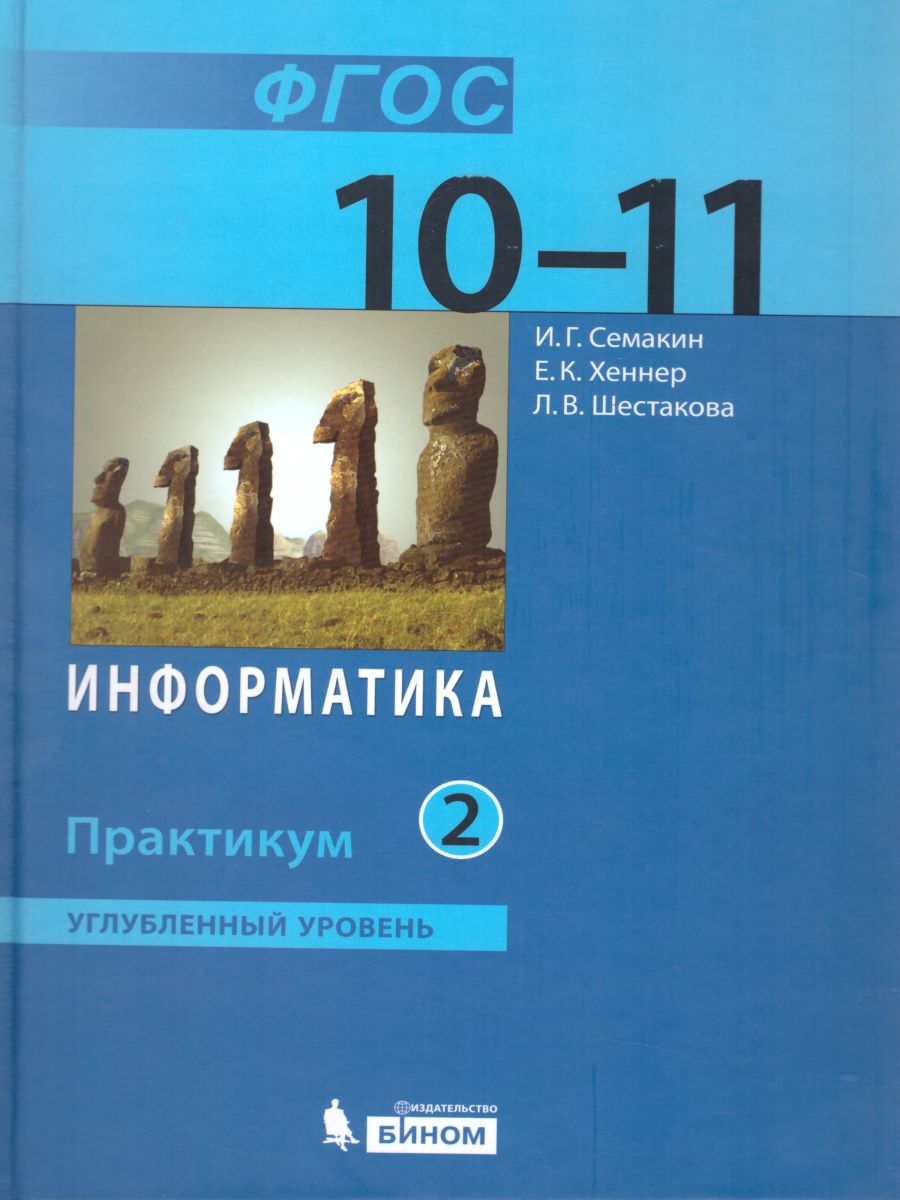 ФГОС
10–11
И. Г. Семакин
Е. К. Хеннер
Л. В. Шестакова
ИНФОРМАТИКА
Практикум 2
УГЛУБЛЕННЫЙ УРОВЕНЬ
ИЗДАТЕЛЬСТВО
БИНОМ